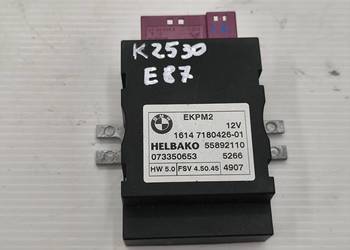 K2530
E87
BMW
EKPM2
12V
1614 7180426-01
HELBAKO 55892110
073350653 5266
HW 5.0 FSV 4.50.45 4907